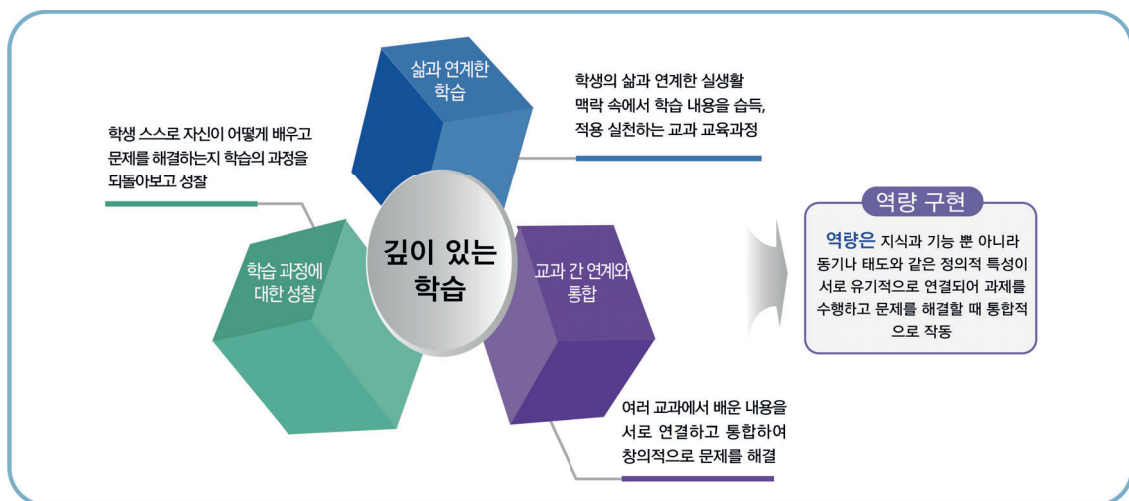 삶과 연계한
학습
학생의 삶과 연계한 실생활
맥락 속에서 학습 내용을 습득,
적용 실천하는 교과 교육과정
학생 스스로 자신이 어떻게 배우고
문제를 해결하는지 학습의 과정을
되돌아보고 성찰
학습 과정에
대한 성찰
깊이 있는
학습
교과 간 연계와
통합
여러 교과에서 배운 내용을
서로 연결하고 통합하여
창의적으로 문제를 해결
역량 구현
역량은 지식과 기능 뿐 아니라
동기나 태도와 같은 정의적 특성이
서로 유기적으로 연결되어 과제를
수행하고 문제를 해결할 때 통합적
으로 작동